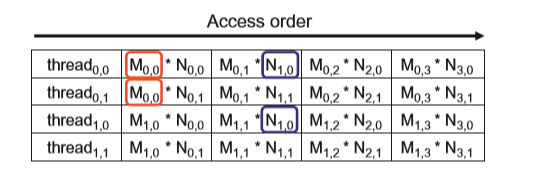 Access order
thread0,0 M0,0 * N0,0 M0,1 * N1,0 M0,2 * N2,0 M0,3 * N3,0
thread0,1 M0,0 * N0,1 M0,1 * N1,1 M0,2 * N2,1 M0,3 * N3,1
thread1,0 M1,0 * N0,0 M1,1 * N1,0 M1,2 * N2,0 M1,3 * N3,0
thread1,1 M1,0 * N0,1 M1,1 * N1,1 M1,2 * N2,1 M1,3 * N3,1